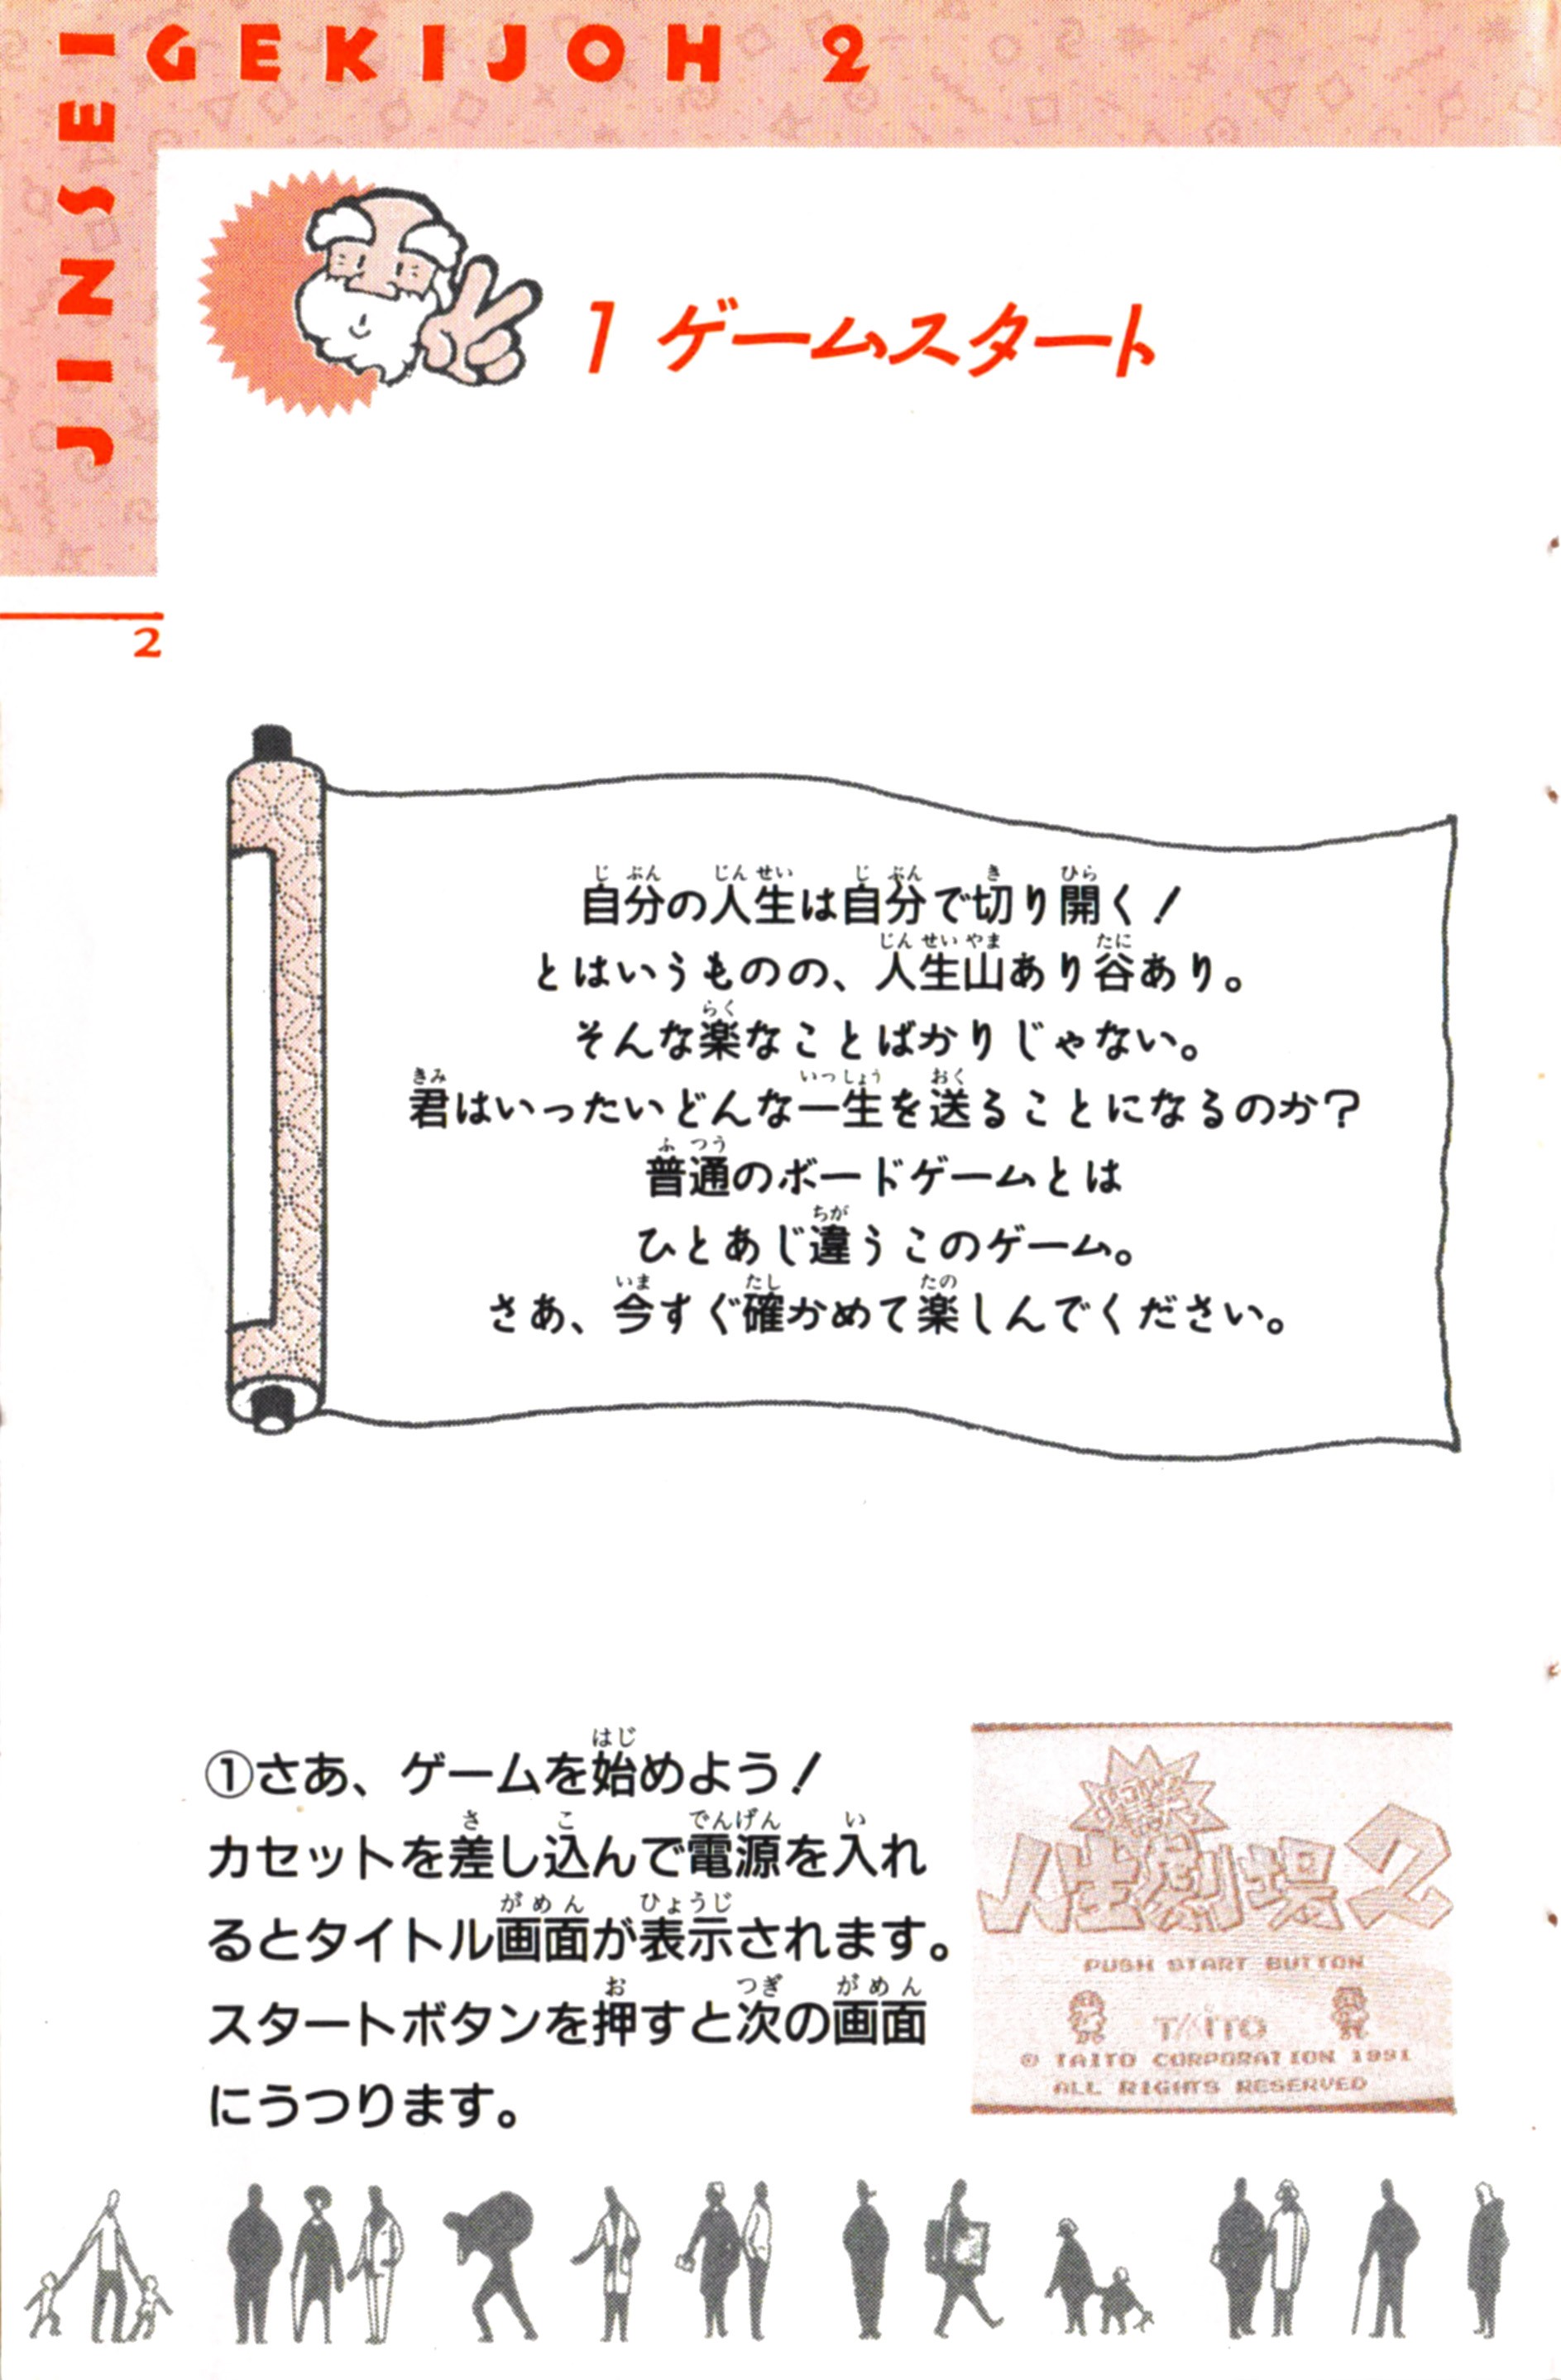 JINSEI GEKIJOH 2
1 ゲームスタート
2
自分の人生は自分で切り開く!
とはいうものの、人生山あり谷あり。
そんな楽なことばかりじゃない。
君はいったいどんな一生を送ることになるのか?
普通のボードゲームとは
ひとあじ違うこのゲーム。
さあ、今すぐ確かめて楽しんでください。
①さあ、ゲームを始めよう!
カセットを差し込んで電源を入れ
るとタイトル画面が表示されます。
スタートボタンを押すと次の画面
にうつります。
爆笑
人生劇場2
PUSH START BUTTON
TAITO
© TAITO CORPORATION 1991
ALL RIGHTS RESERVED